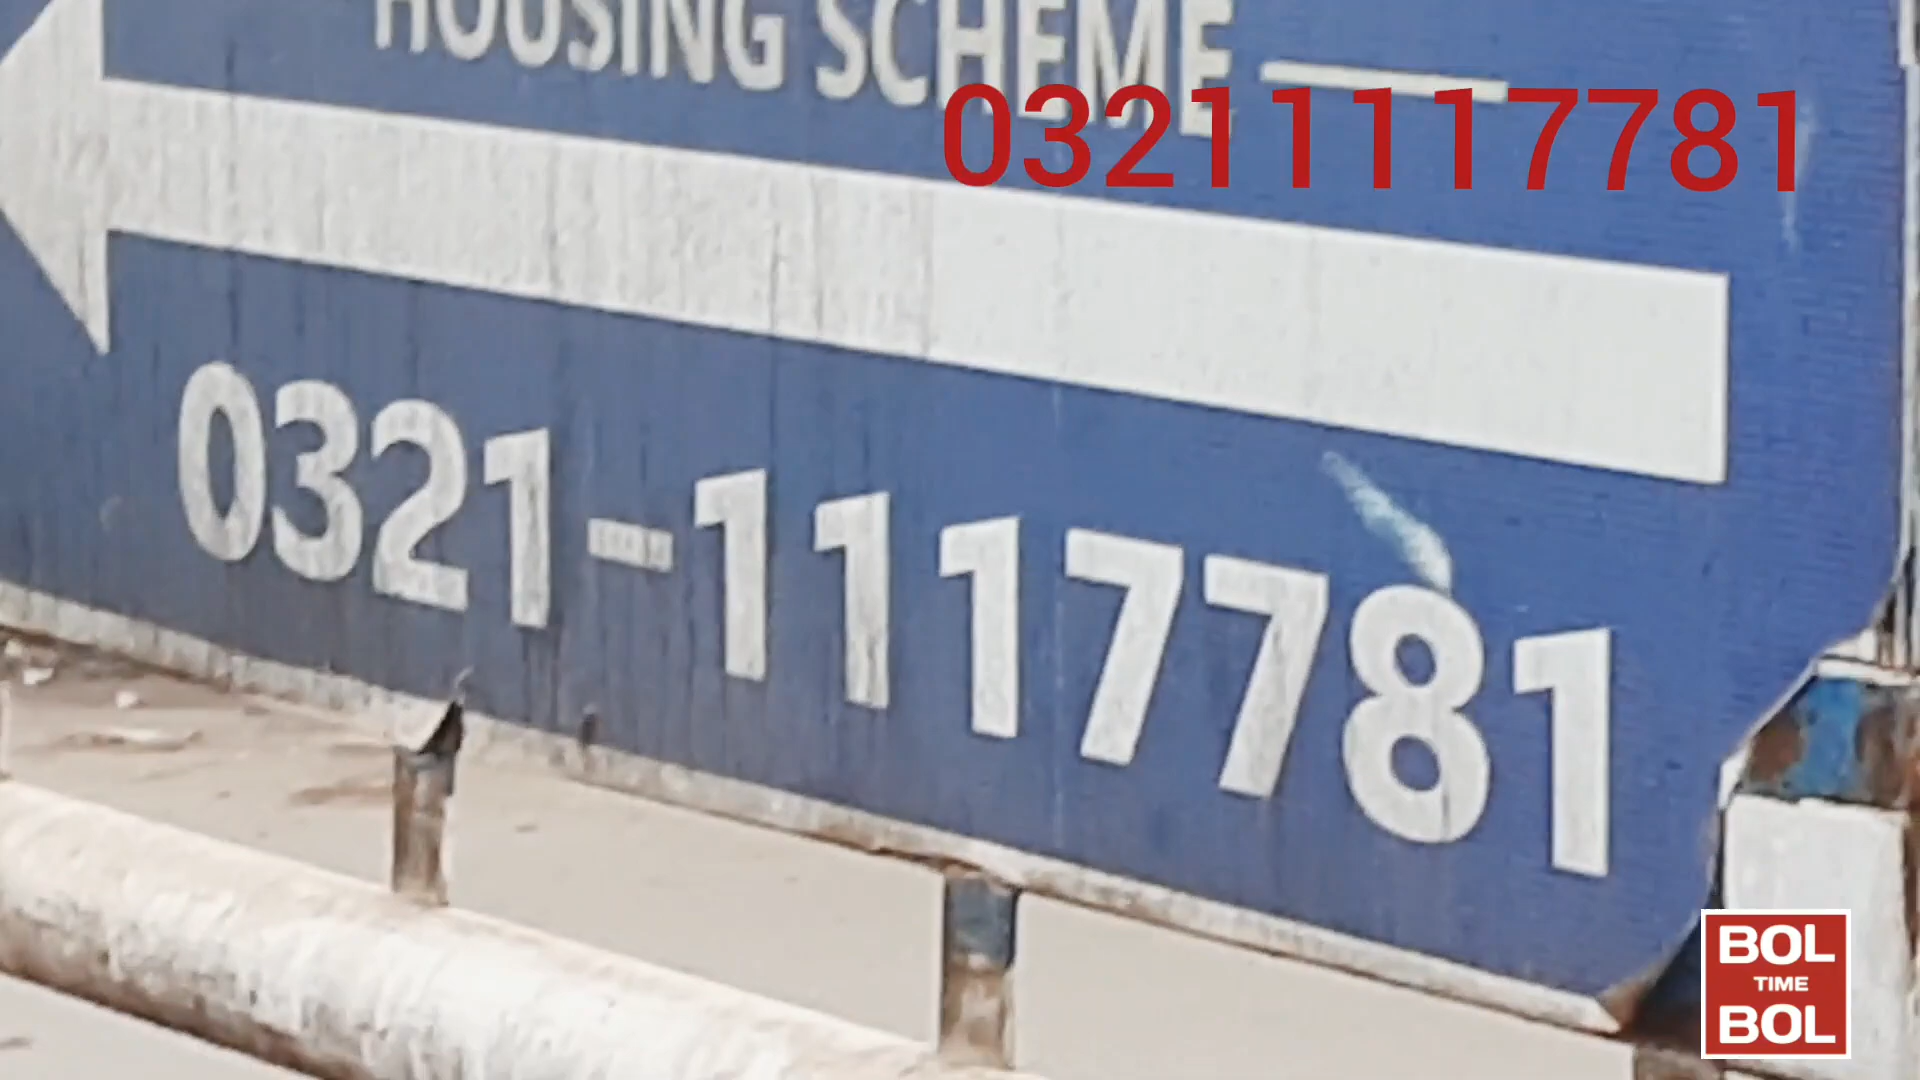 HOUSING SCHEME
03211117781
0321-1117781
BOL
TIME
BOL